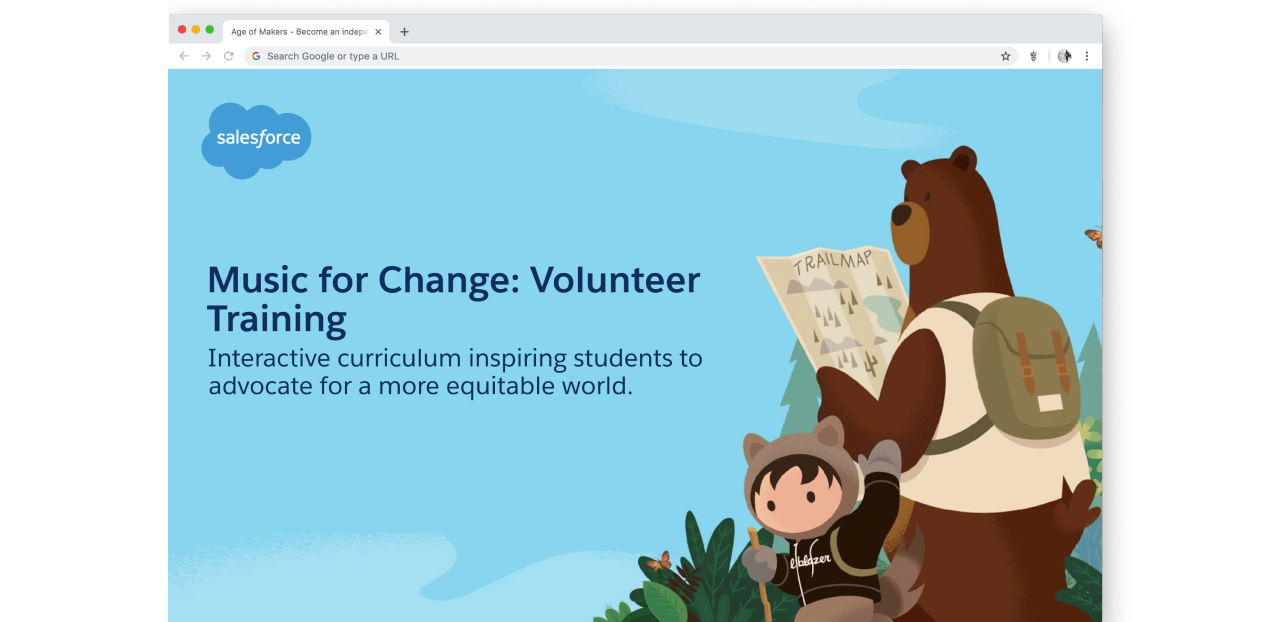 Age of Makers - Become an indepe
Search Google or type a URL
salesforce
TRAILMAP
Music for Change: Volunteer
Training
Interactive curriculum inspiring students to
advocate for a more equitable world.
lblazer